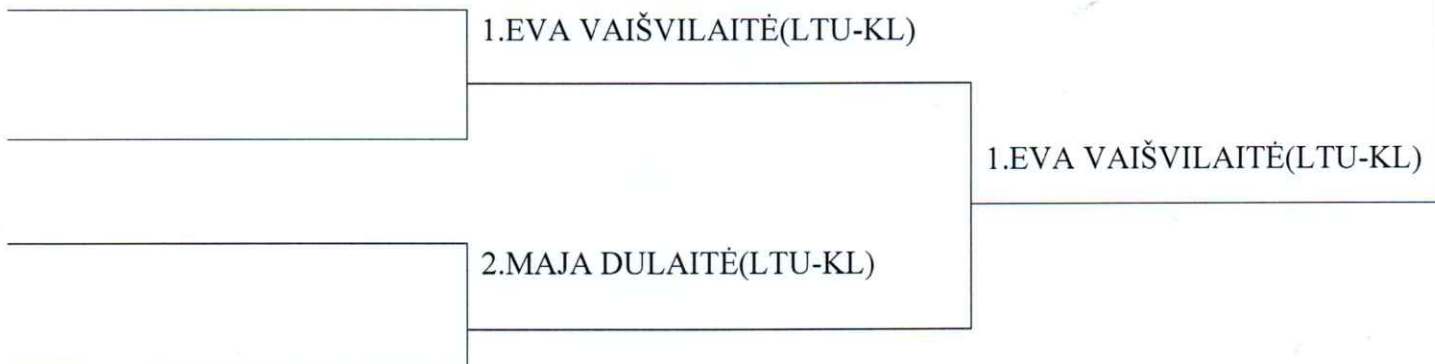 1.EVA VAIŠVILAITĖ(LTU-KL)
1.EVA VAIŠVILAITĖ(LTU-KL)
2.MAJA DULAITĖ(LTU-KL)